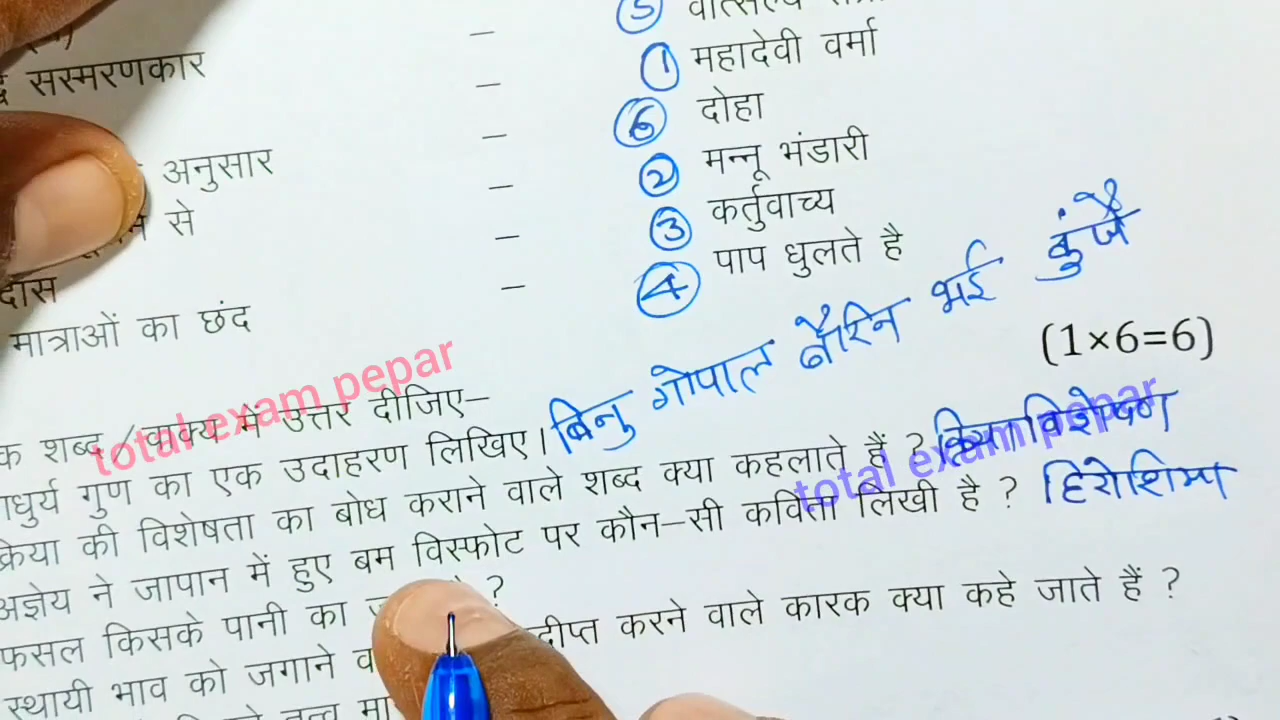 5 वात्सल्य
संस्मरणकार – 1 महादेवी वर्मा
– 6 दोहा
अनुसार – 2 मन्नू भंडारी
से – 3 कर्तुवाच्य
दास – 4 पाप धुलते है
मात्राओं का छंद –
(1×6=6)
क शब्द/वाक्य में उत्तर दीजिए–
माधुर्य गुण का एक उदाहरण लिखिए। बिनु गोपाल बैरिन भई कुंजै
क्रिया की विशेषता का बोध कराने वाले शब्द क्या कहलाते हैं ? क्रियाविशेषण
अज्ञेय ने जापान में हुए बम विस्फोट पर कौन–सी कविता लिखी है ? हिरोशिमा
फसल किसके पानी का ?
स्थायी भाव को जगाने व दीप्त करने वाले कारक क्या कहे जाते हैं ?
तत्व
total exam pepar
total exam pepar